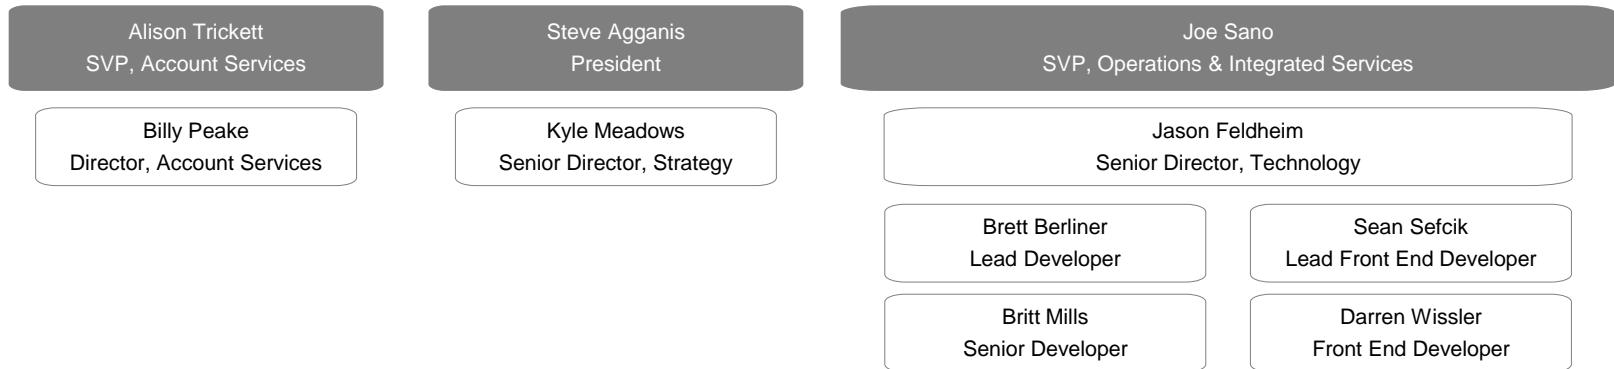 Alison Trickett
SVP, Account Services
Billy Peake
Director, Account Services
Steve Agganis
President
Kyle Meadows
Senior Director, Strategy
Joe Sano
SVP, Operations & Integrated Services
Jason Feldheim
Senior Director, Technology
Brett Berliner
Lead Developer
Britt Mills
Senior Developer
Sean Sefcik
Lead Front End Developer
Darren Wissler
Front End Developer